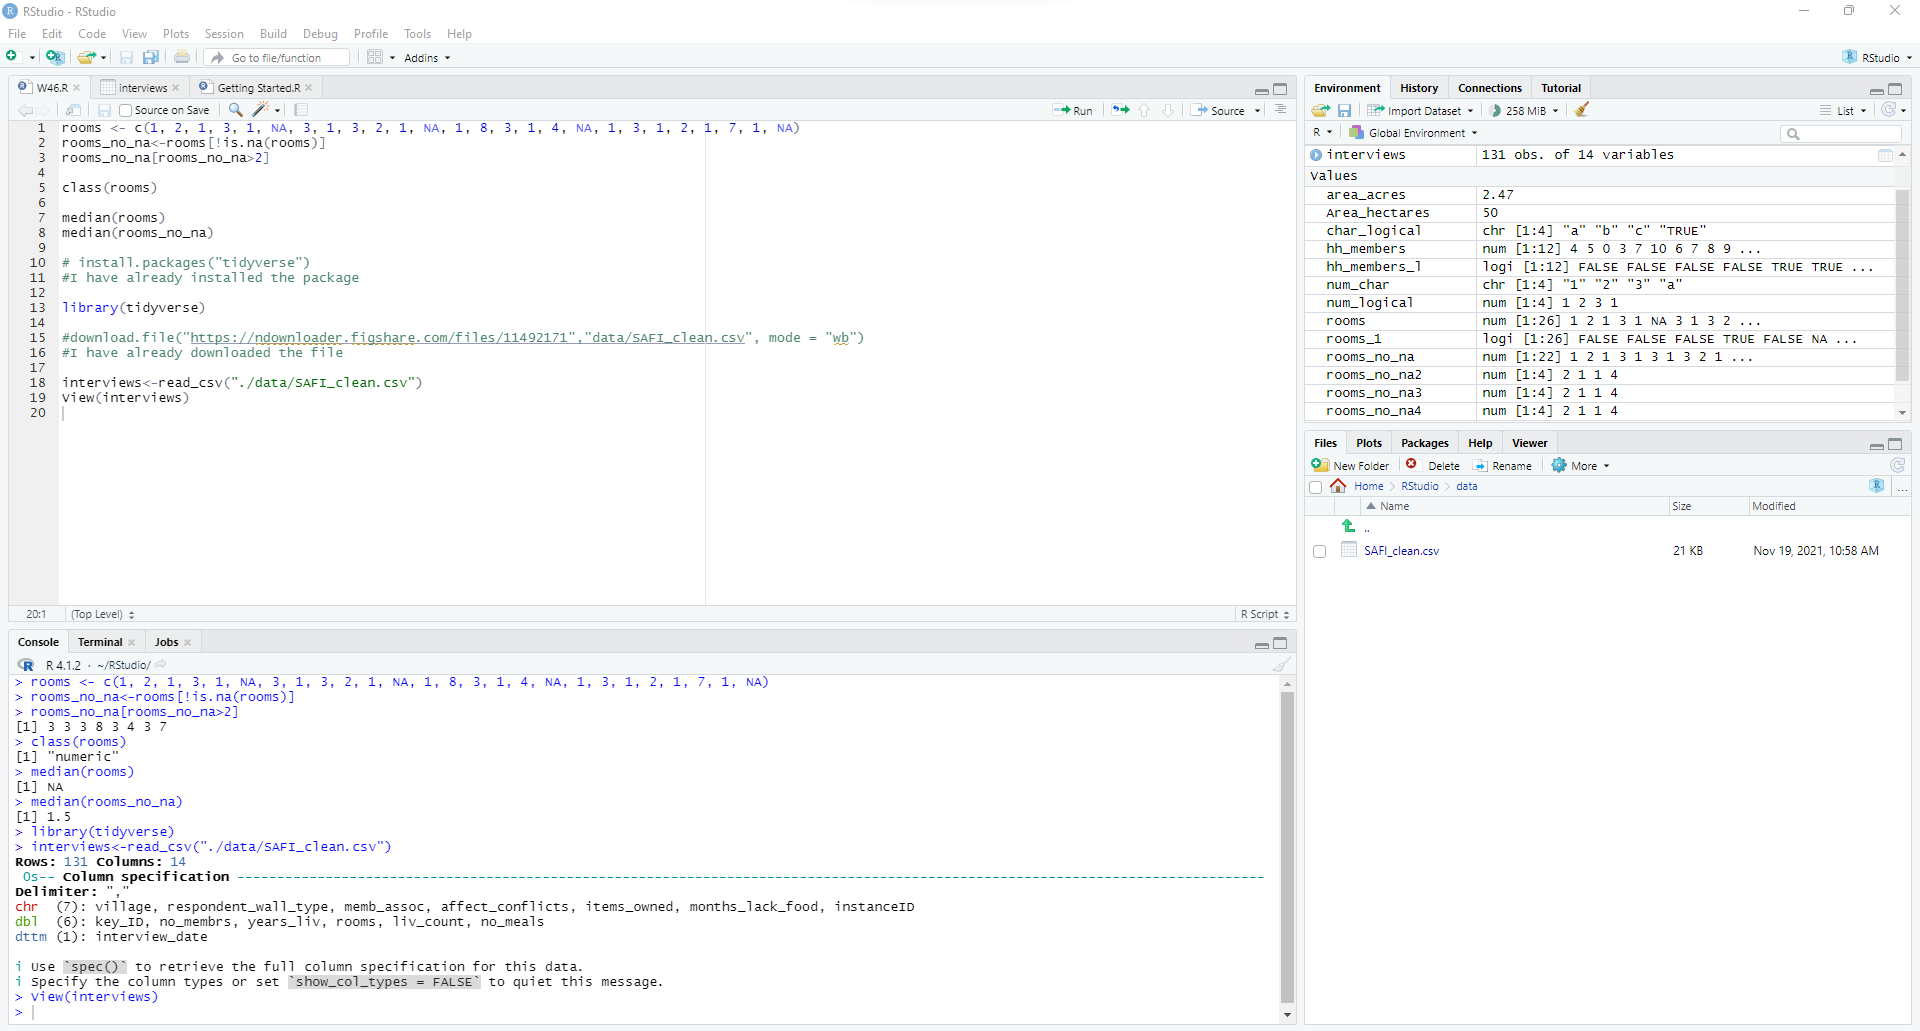 RStudio - RStudio
File Edit Code View Plots Session Build Debug Profile Tools Help
Go to file/function Addins RStudio
W46.R interviews Getting Started.R
Source on Save Run Source
1 rooms <- c(1, 2, 1, 3, 1, NA, 3, 1, 3, 2, 1, NA, 1, 8, 3, 1, 4, NA, 1, 3, 1, 2, 1, 7, 1, NA)
2 rooms_no_na<-rooms[!is.na(rooms)]
3 rooms_no_na[rooms_no_na>2]
4
5 class(rooms)
6
7 median(rooms)
8 median(rooms_no_na)
9
10 # install.packages("tidyverse")
11 #I have already installed the package
12
13 library(tidyverse)
14
15 #download.file("https://ndownloader.figshare.com/files/11492171","data/SAFI_clean.csv", mode = "wb")
16 #I have already downloaded the file
17
18 interviews<-read_csv("./data/SAFI_clean.csv")
19 View(interviews)
20
20:1 (Top Level) R Script
Console Terminal Jobs
R 4.1.2 · ~/RStudio/
> rooms <- c(1, 2, 1, 3, 1, NA, 3, 1, 3, 2, 1, NA, 1, 8, 3, 1, 4, NA, 1, 3, 1, 2, 1, 7, 1, NA)
> rooms_no_na<-rooms[!is.na(rooms)]
> rooms_no_na[rooms_no_na>2]
[1] 3 3 3 8 3 4 3 7
> class(rooms)
[1] "numeric"
> median(rooms)
[1] NA
> median(rooms_no_na)
[1] 1.5
> library(tidyverse)
> interviews<-read_csv("./data/SAFI_clean.csv")
Rows: 131 Columns: 14
0s-- Column specification --------------------------------
Delimiter: ","
chr (7): village, respondent_wall_type, memb_assoc, affect_conflicts, items_owned, months_lack_food, instanceID
dbl (6): key_ID, no_membrs, years_liv, rooms, liv_count, no_meals
dttm (1): interview_date
i Use `spec()` to retrieve the full column specification for this data.
i Specify the column types or set `show_col_types = FALSE` to quiet this message.
> View(interviews)
>
Environment History Connections Tutorial
Import Dataset 258 MiB List
R Global Environment
interviews 131 obs. of 14 variables
Values
area_acres 2.47
Area_hectares 50
char_logical chr [1:4] "a" "b" "c" "TRUE"
hh_members num [1:12] 4 5 0 3 7 10 6 7 8 9 ...
hh_members_l logi [1:12] FALSE FALSE FALSE FALSE TRUE TRUE ...
num_char chr [1:4] "1" "2" "3" "a"
num_logical num [1:4] 1 2 3 1
rooms num [1:26] 1 2 1 3 1 NA 3 1 3 2 ...
rooms_1 logi [1:26] FALSE FALSE FALSE TRUE FALSE NA ...
rooms_no_na num [1:22] 1 2 1 3 1 3 1 3 2 1 ...
rooms_no_na2 num [1:4] 2 1 1 4
rooms_no_na3 num [1:4] 2 1 1 4
rooms_no_na4 num [1:4] 2 1 1 4
Files Plots Packages Help Viewer
New Folder Delete Rename More
Home RStudio data ...
Name Size Modified
..
SAFI_clean.csv 21 KB Nov 19, 2021, 10:58 AM